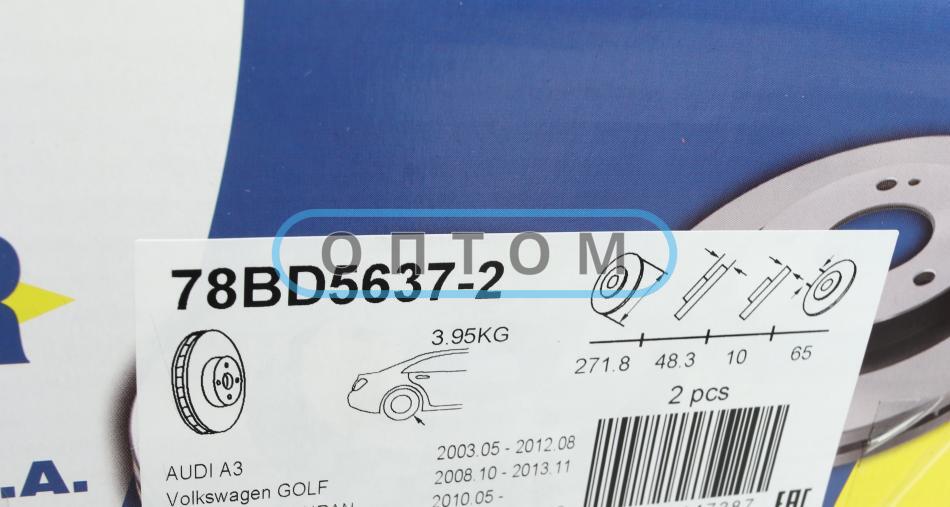 ОПТОМ
78BD5637-2
3.95KG
271.8 48.3 10 65
2 pcs
AUDI A3 2003.05 - 2012.08
Volkswagen GOLF 2008.10 - 2013.11
2010.05 -
.A.
EAC